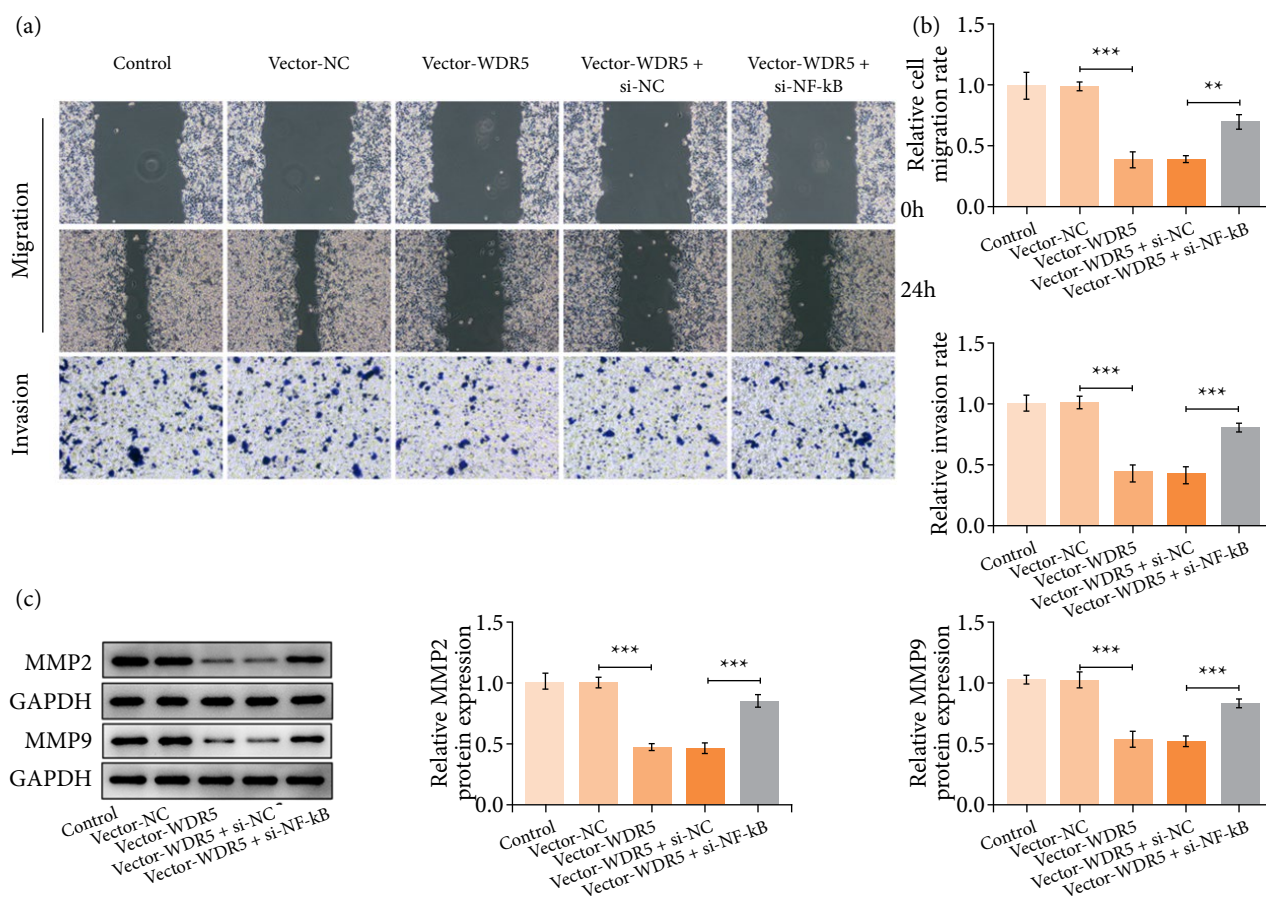 (a)
Control
Vector-NC
Vector-WDR5
Vector-WDR5 +
si-NC
Vector-WDR5 +
si-NF-kB
Migration
0h
24h
Invasion
(b)
Relative cell
migration rate
1.5
1.0
0.5
0.0
***
**
Control
Vector-NC
Vector-WDR5
Vector-WDR5 + si-NC
Vector-WDR5 + si-NF-kB
Relative invasion rate
1.5
1.0
0.5
0.0
***
***
Control
Vector-NC
Vector-WDR5
Vector-WDR5 + si-NC
Vector-WDR5 + si-NF-kB
(c)
MMP2
GAPDH
MMP9
GAPDH
Control
Vector-NC
Vector-WDR5
Vector-WDR5 + si-NC
Vector-WDR5 + si-NF-kB
Relative MMP2
protein expression
1.5
1.0
0.5
0.0
***
***
Control
Vector-NC
Vector-WDR5
Vector-WDR5 + si-NC
Vector-WDR5 + si-NF-kB
Relative MMP9
protein expression
1.5
1.0
0.5
0.0
***
***
Control
Vector-NC
Vector-WDR5
Vector-WDR5 + si-NC
Vector-WDR5 + si-NF-kB